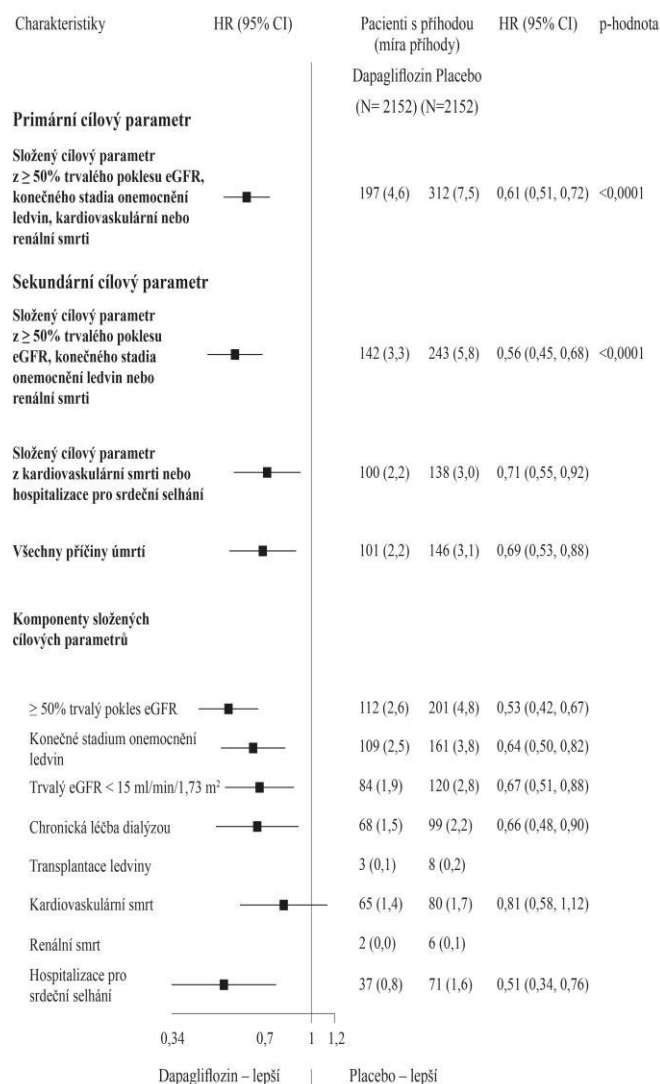 Charakteristiky HR (95% CI) Pacienti s příhodou HR (95% CI) p-hodnota
(míra příhody)
Dapagliflozin Placebo
(N= 2152) (N=2152)
Primární cílový parametr
Složený cílový parametr
z ≥ 50% trvalého poklesu eGFR,
konečného stadia onemocnění 197 (4,6) 312 (7,5) 0,61 (0,51, 0,72) <0,0001
ledvin, kardiovaskulární nebo
renální smrti
Sekundární cílový parametr
Složený cílový parametr
z ≥ 50% trvalého poklesu
eGFR, konečného stadia 142 (3,3) 243 (5,8) 0,56 (0,45, 0,68) <0,0001
onemocnění ledvin nebo
renální smrti
Složený cílový parametr
z kardiovaskulární smrti nebo 100 (2,2) 138 (3,0) 0,71 (0,55, 0,92)
hospitalizace pro srdeční selhání
Všechny příčiny úmrtí 101 (2,2) 146 (3,1) 0,69 (0,53, 0,88)
Komponenty složených
cílových parametrů
≥ 50% trvalý pokles eGFR 112 (2,6) 201 (4,8) 0,53 (0,42, 0,67)
Konečné stadium onemocnění 109 (2,5) 161 (3,8) 0,64 (0,50, 0,82)
ledvin
Trvalý eGFR < 15 ml/min/1,73 m² 84 (1,9) 120 (2,8) 0,67 (0,51, 0,88)
Chronická léčba dialýzou 68 (1,5) 99 (2,2) 0,66 (0,48, 0,90)
Transplantace ledviny 3 (0,1) 8 (0,2)
Kardiovaskulární smrt 65 (1,4) 80 (1,7) 0,81 (0,58, 1,12)
Renální smrt 2 (0,0) 6 (0,1)
Hospitalizace pro 37 (0,8) 71 (1,6) 0,51 (0,34, 0,76)
srdeční selhání
0,34 0,7 1 1,2
Dapagliflozin – lepší | Placebo – lepší